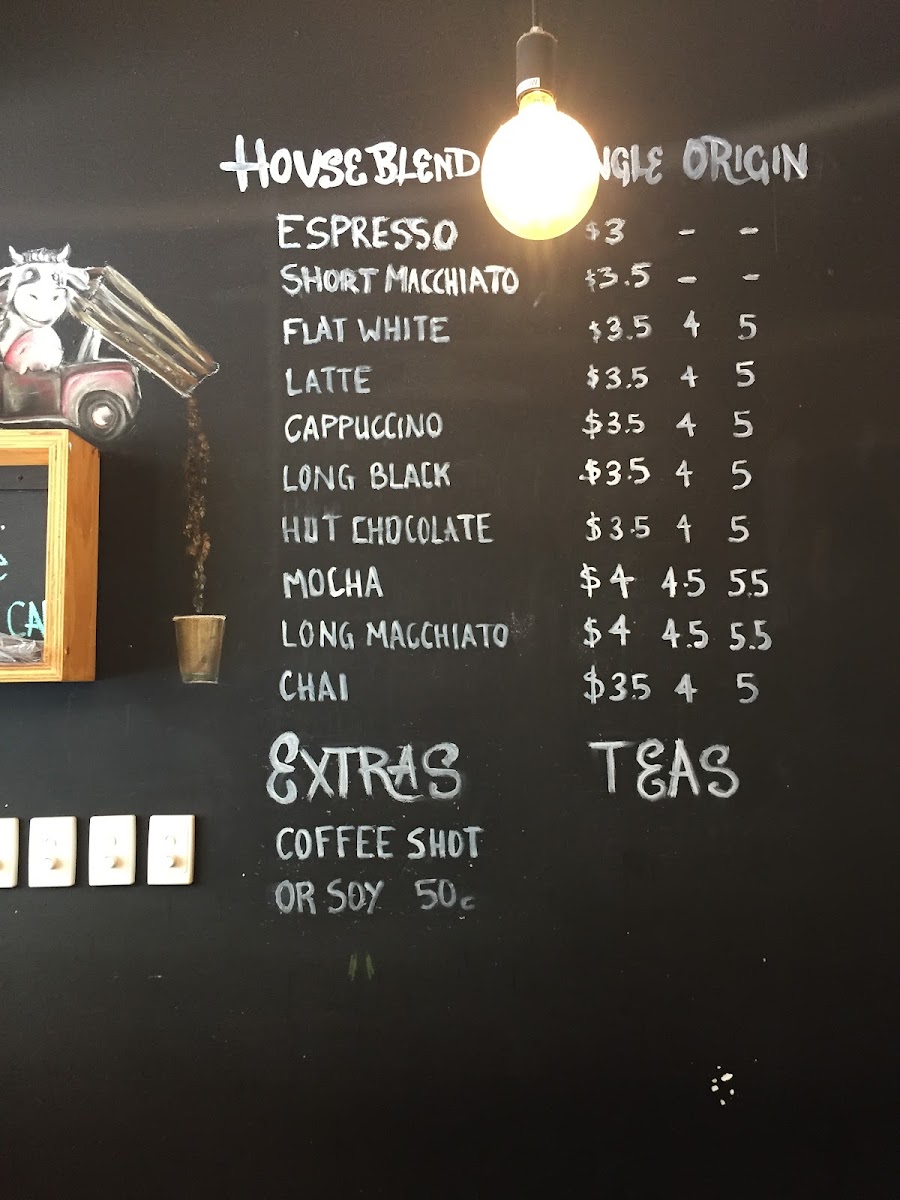 HOUSE BLEND NGLE ORIGIN
ESPRESSO $3 - -
SHORT MACCHIATO $3.5 - -
FLAT WHITE $3.5 4 5
LATTE $3.5 4 5
CAPPUCCINO $3.5 4 5
LONG BLACK $3.5 4 5
HOT CHOCOLATE $3.5 4 5
MOCHA $4 4.5 5.5
LONG MACCHIATO $4 4.5 5.5
CHAI $3.5 4 5
EXTRAS TEAS
COFFEE SHOT
OR SOY 50c
CA